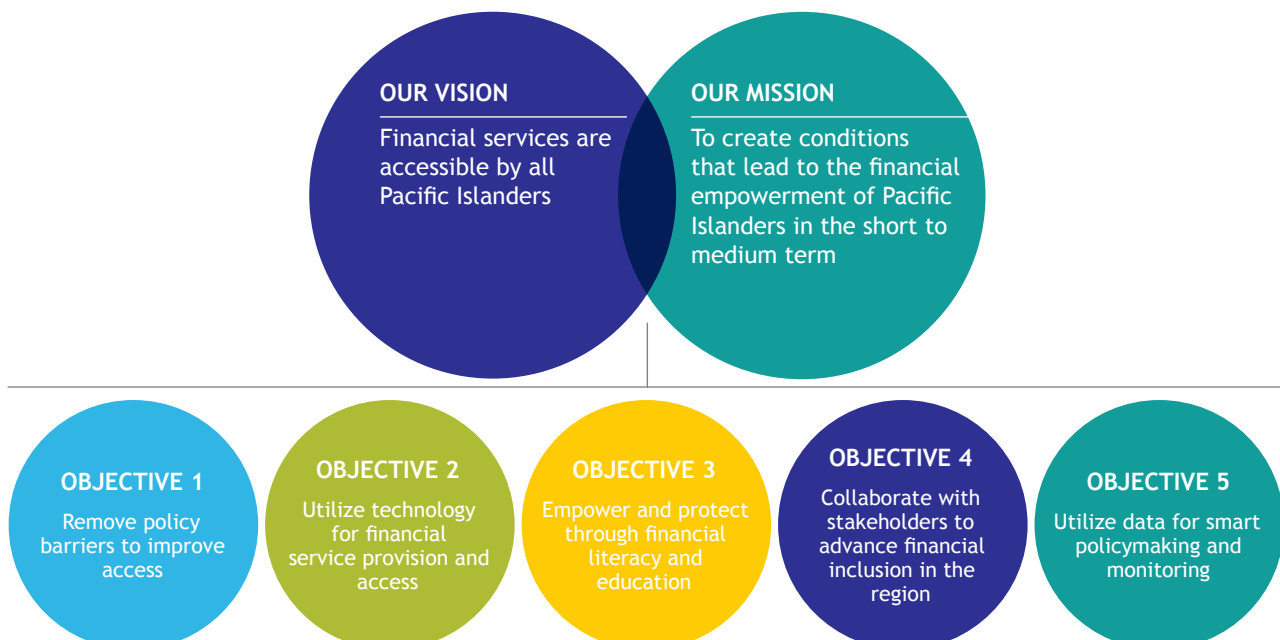 OUR VISION
Financial services are
accessible by all
Pacific Islanders
OUR MISSION
To create conditions
that lead to the financial
empowerment of Pacific
Islanders in the short to
medium term
OBJECTIVE 1
Remove policy
barriers to improve
access
OBJECTIVE 2
Utilize technology
for financial
service provision and
access
OBJECTIVE 3
Empower and protect
through financial
literacy and
education
OBJECTIVE 4
Collaborate with
stakeholders to
advance financial
inclusion in the
region
OBJECTIVE 5
Utilize data for smart
policymaking and
monitoring